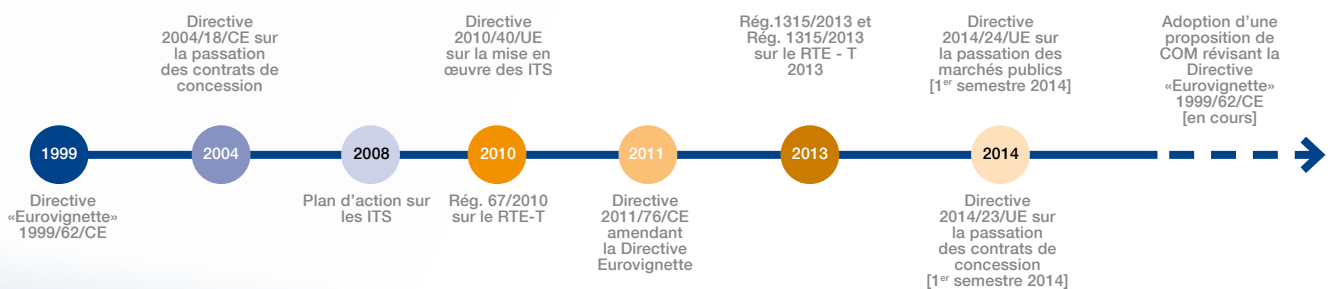 Directive
2004/18/CE sur
la passation
des contrats de
concession
Directive
2010/40/UE
sur la mise en
œuvre des ITS
Rég.1315/2013 et
Rég. 1315/2013
sur le RTE - T
2013
Directive
2014/24/UE sur
la passation des
marchés publics
[1er semestre 2014]
Adoption d’une
proposition de
COM révisant la
Directive
«Eurovignette»
1999/62/CE
[en cours]
1999
2004
2008
2010
2011
2013
2014
Directive
«Eurovignette»
1999/62/CE
Plan d’action sur
les ITS
Rég. 67/2010
sur le RTE-T
Directive
2011/76/CE
amendant
la Directive
Eurovignette
Directive
2014/23/UE sur
la passation
des contrats de
concession
[1er semestre 2014]